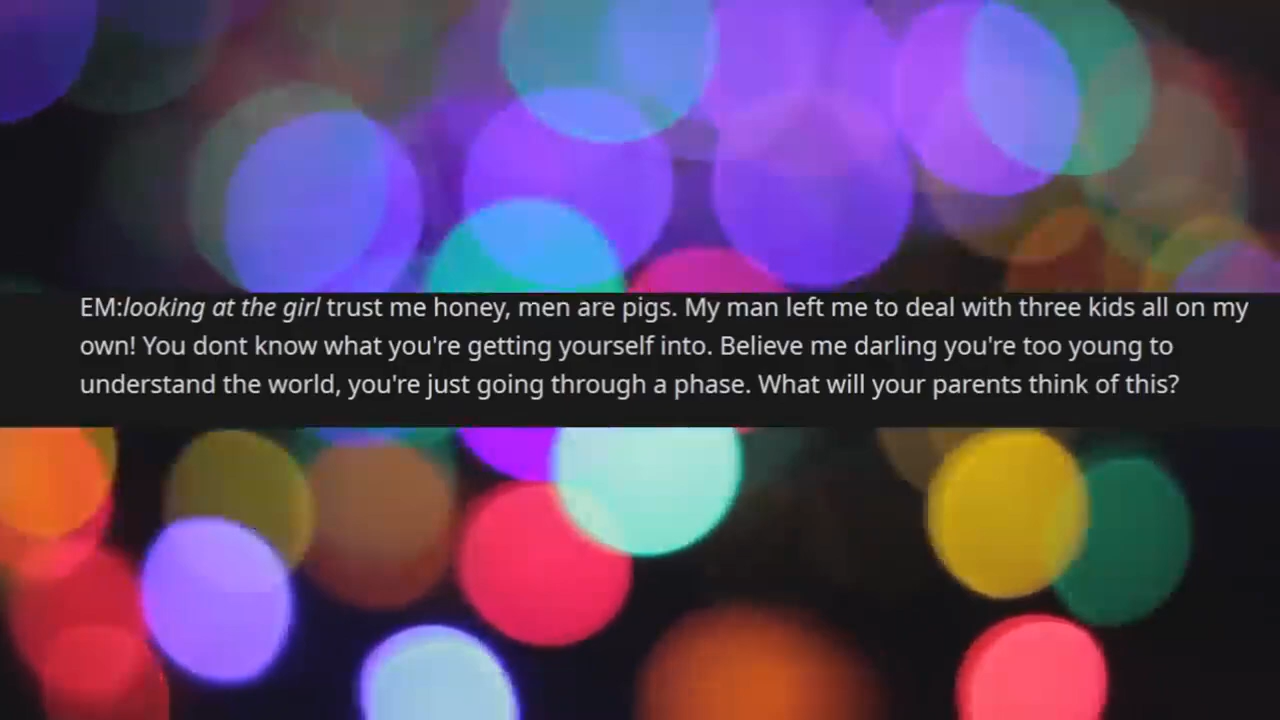 EM:looking at the girl trust me honey, men are pigs. My man left me to deal with three kids all on my
own! You dont know what you're getting yourself into. Believe me darling you're too young to
understand the world, you're just going through a phase. What will your parents think of this?